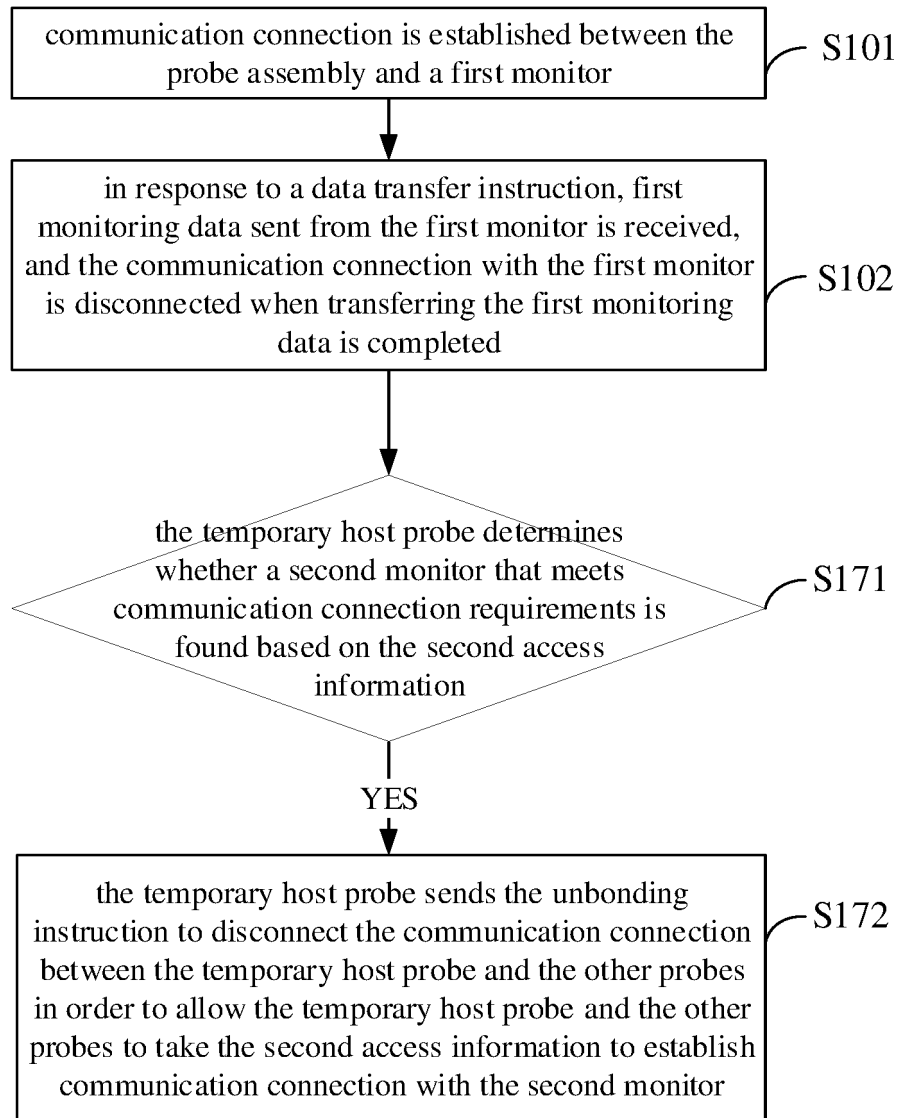 communication connection is established between the
probe assembly and a first monitor
S101
in response to a data transfer instruction, first
monitoring data sent from the first monitor is received,
and the communication connection with the first monitor
is disconnected when transferring the first monitoring
data is completed
S102
the temporary host probe determines
whether a second monitor that meets
communication connection requirements is
found based on the second access
information
S171
YES
the temporary host probe sends the unbonding
instruction to disconnect the communication connection
between the temporary host probe and the other probes
in order to allow the temporary host probe and the other
probes to take the second access information to establish
communication connection with the second monitor
S172